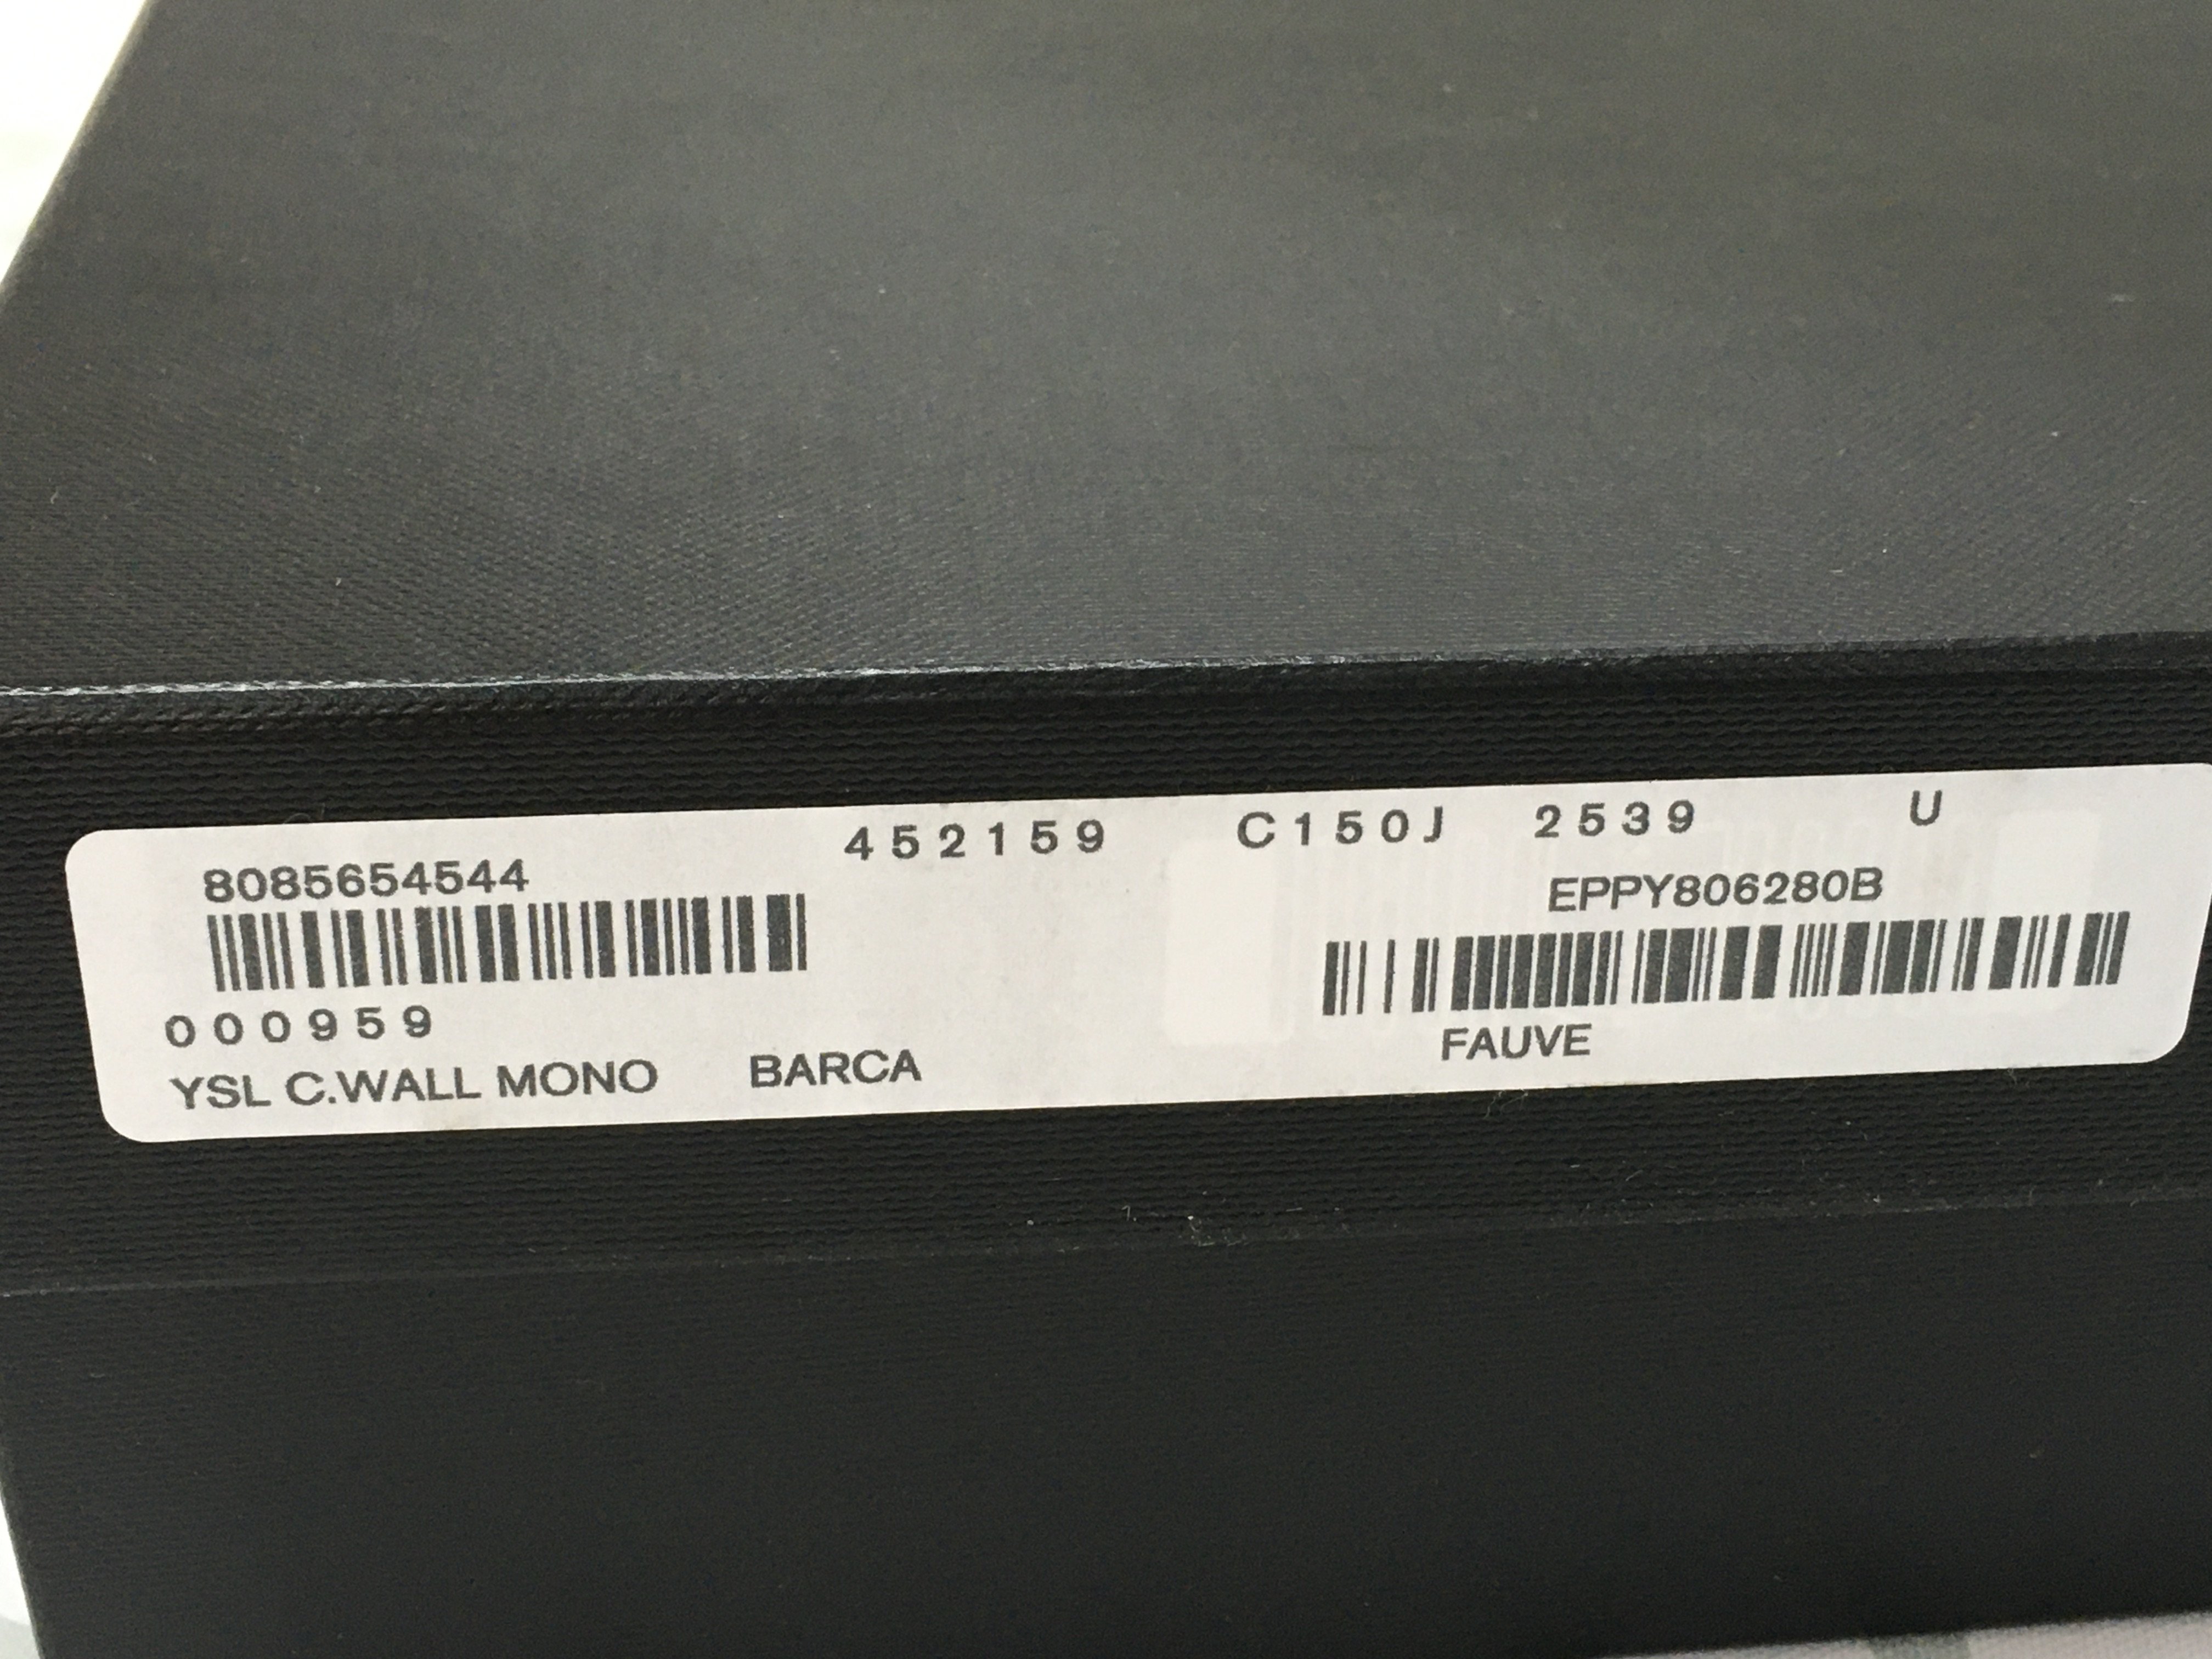 452159 C150J 2539 U
8085654544 EPPY806280B
000959 FAUVE
YSL C.WALL MONO BARCA